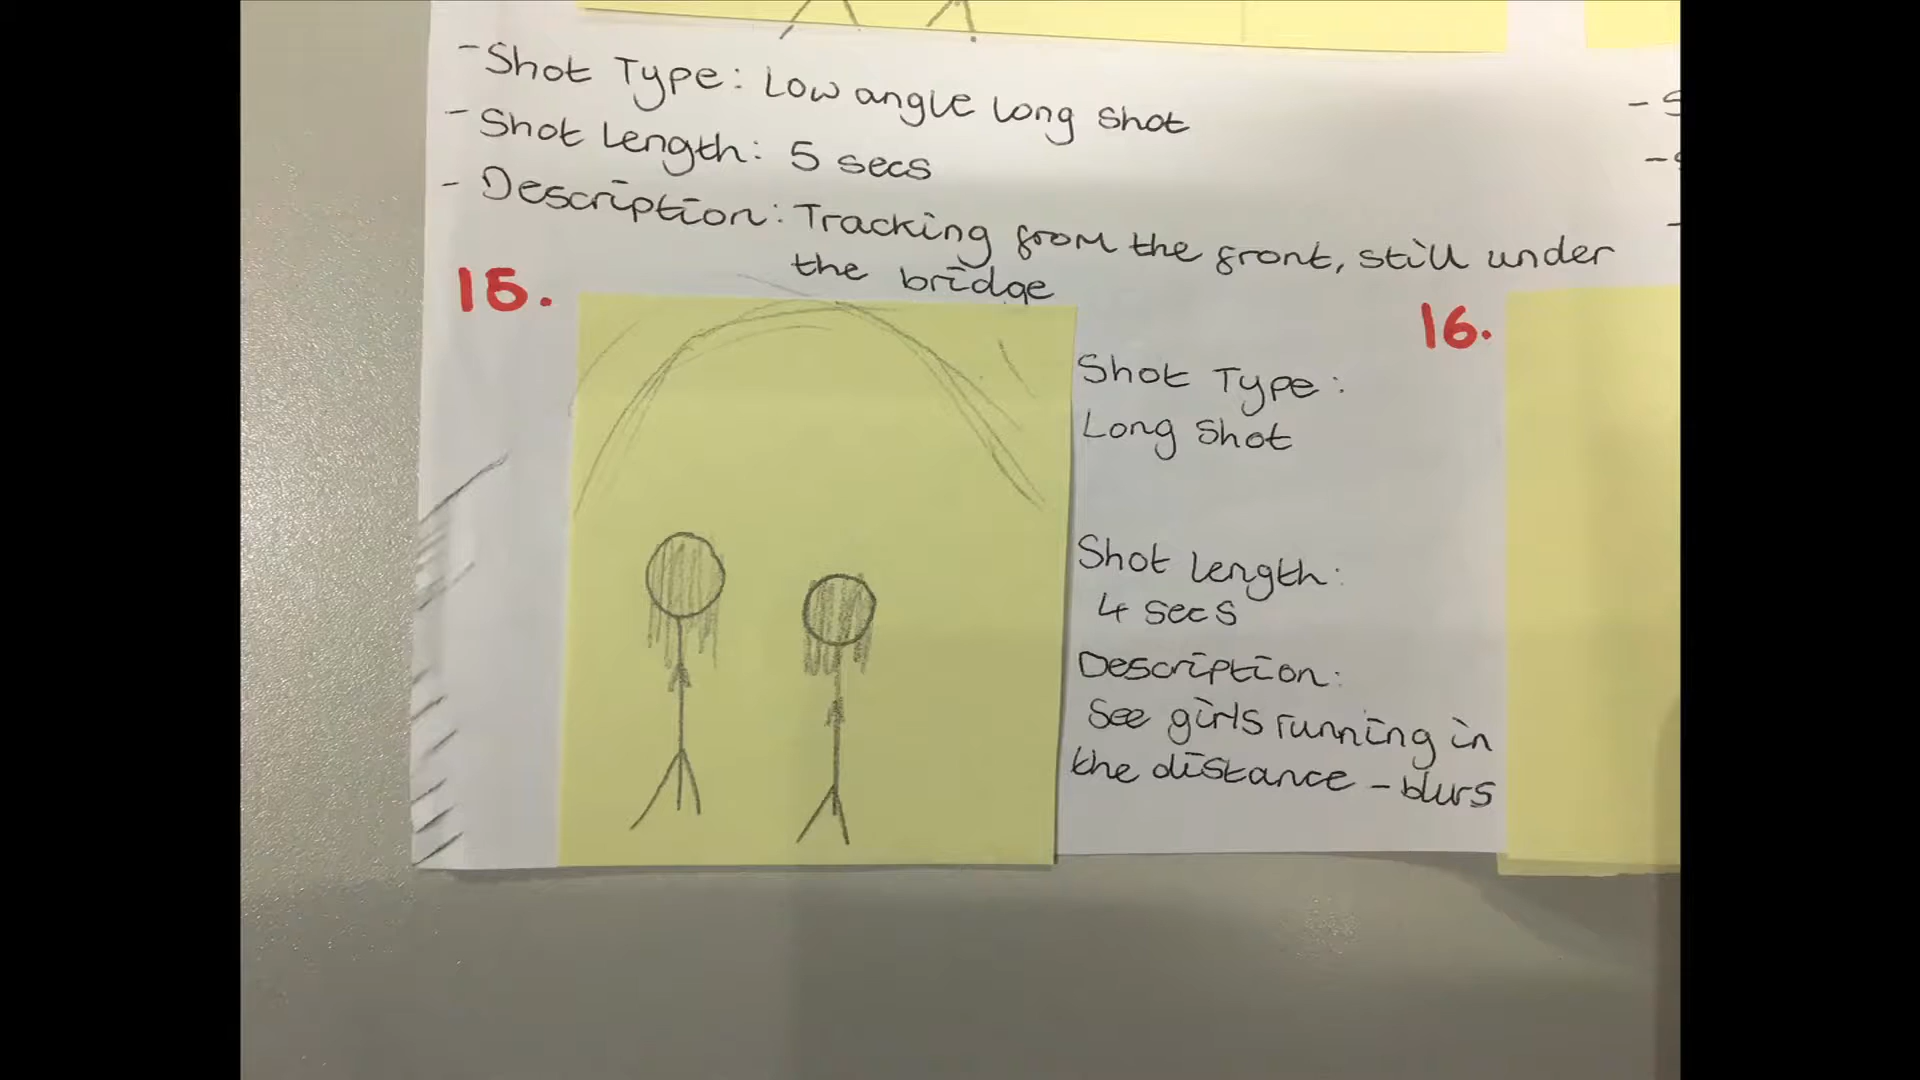 - Shot Type: Low angle long shot
- Shot Length: 5 secs
- Description: Tracking from the front, still under
the bridge
15.
Shot Type:
Long Shot
Shot Length:
4 secs
Description:
See girls running in
the distance - blurs
16.